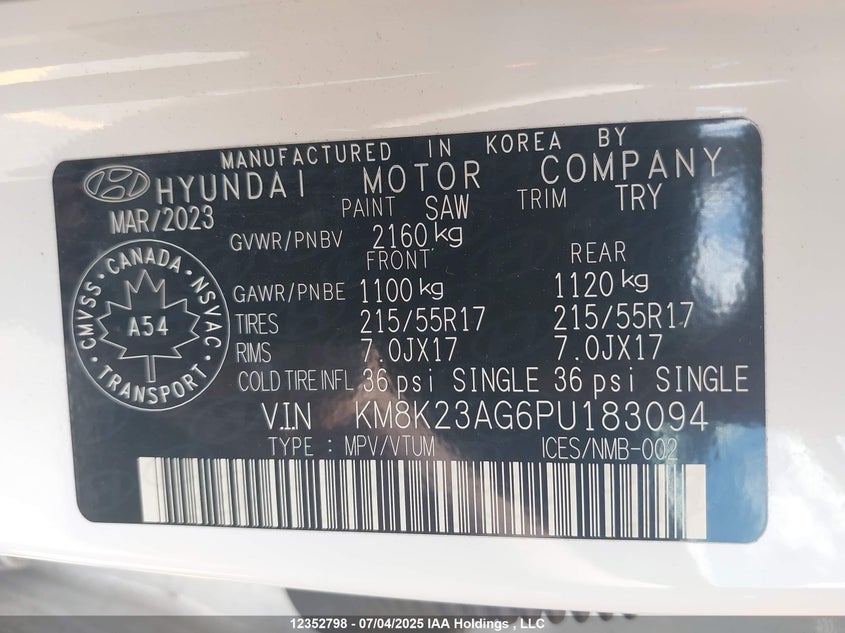 MANUFACTURED IN KOREA BY
HYUNDAI MOTOR COMPANY
MAR/2023 PAINT SAW TRIM TRY
GVWR/PNBV 2160 kg
FRONT REAR
GAWR/PNBE 1100 kg 1120 kg
TIRES 215/55R17 215/55R17
RIMS 7.0JX17 7.0JX17
COLD TIRE INFL 36 psi SINGLE 36 psi SINGLE
V.I.N KM8K23AG6PU183094
TYPE : MPV/VTUM ICES/NMB-002
CMVSS · CANADA · NSVAC · TRANSPORT ·
A54
12352798 - 07/04/2025 IAA Holdings , LLC